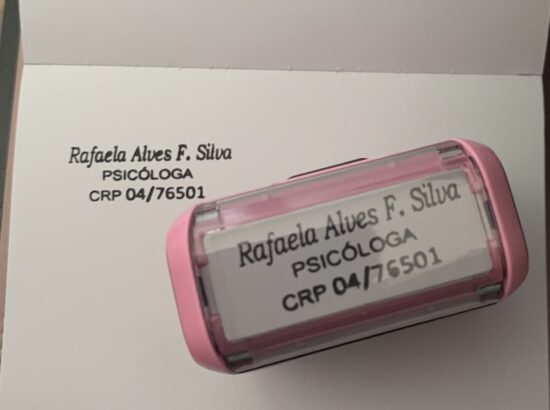 Rafaela Alves F. Silva
PSICÓLOGA
CRP 04/76501
Rafaela Alves F. Silva
PSICÓLOGA
CRP 04/76501